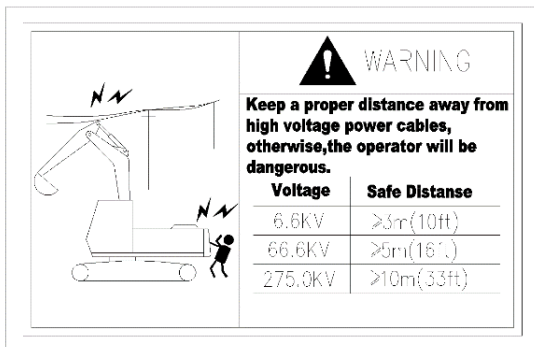 WARNING
Keep a proper distance away from
high voltage power cables,
otherwise,the operator will be
dangerous.
Voltage Safe Distanse
6.6KV >3m(10ft)
66.6KV >5m
275.0KV >10m(33ft)